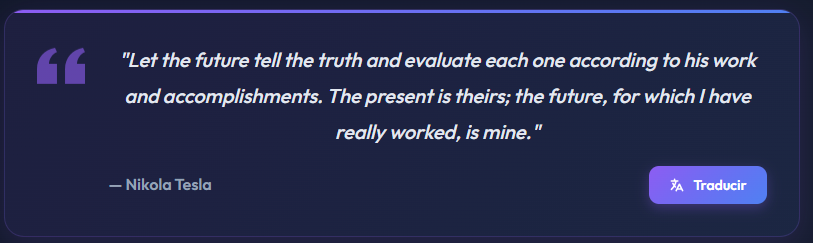 "Let the future tell the truth and evaluate each one according to his work
and accomplishments. The present is theirs; the future, for which I have
really worked, is mine."
— Nikola Tesla
Traducir